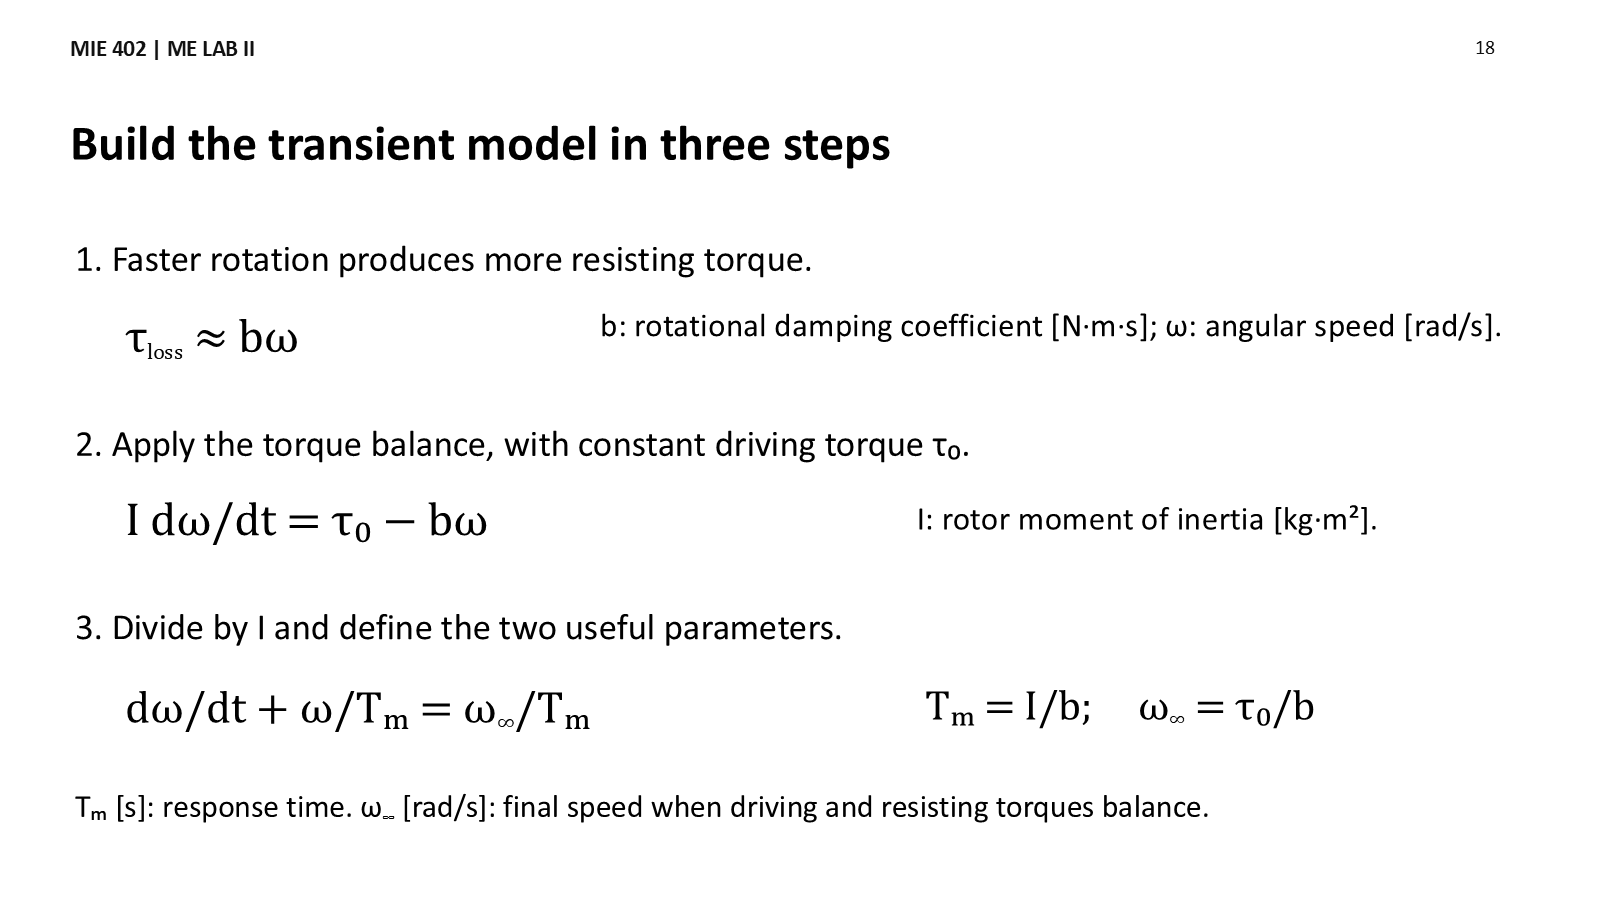 MIE 402 | ME LAB II
18
Build the transient model in three steps
1. Faster rotation produces more resisting torque.
τₗₒₛₛ ≈ bω
b: rotational damping coefficient [N·m·s]; ω: angular speed [rad/s].
2. Apply the torque balance, with constant driving torque τ₀.
I dω/dt = τ₀ − bω
I: rotor moment of inertia [kg·m²].
3. Divide by I and define the two useful parameters.
dω/dt + ω/Tₘ = ω∞/Tₘ
Tₘ = I/b; ω∞ = τ₀/b
Tₘ [s]: response time. ω∞ [rad/s]: final speed when driving and resisting torques balance.